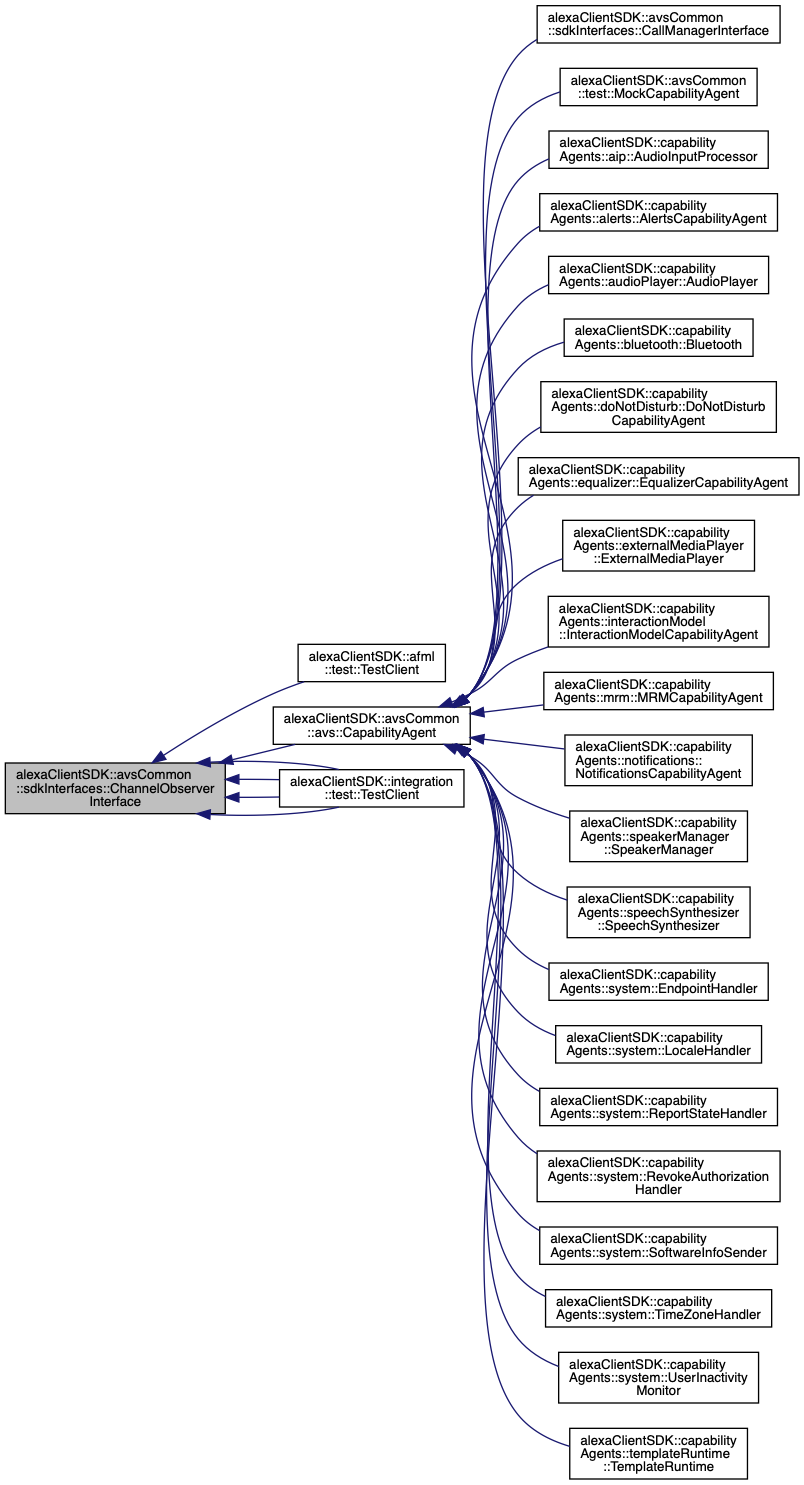 alexaClientSDK::avsCommon
::sdkInterfaces::CallManagerInterface
alexaClientSDK::avsCommon
::test::MockCapabilityAgent
alexaClientSDK::capability
Agents::aip::AudioInputProcessor
alexaClientSDK::capability
Agents::alerts::AlertsCapabilityAgent
alexaClientSDK::capability
Agents::audioPlayer::AudioPlayer
alexaClientSDK::capability
Agents::bluetooth::Bluetooth
alexaClientSDK::capability
Agents::doNotDisturb::DoNotDisturb
CapabilityAgent
alexaClientSDK::capability
Agents::equalizer::EqualizerCapabilityAgent
alexaClientSDK::capability
Agents::externalMediaPlayer
::ExternalMediaPlayer
alexaClientSDK::capability
Agents::interactionModel
::InteractionModelCapabilityAgent
alexaClientSDK::afml
::test::TestClient
alexaClientSDK::capability
Agents::mrm::MRMCapabilityAgent
alexaClientSDK::avsCommon
::avs::CapabilityAgent
alexaClientSDK::capability
Agents::notifications::
NotificationsCapabilityAgent
alexaClientSDK::avsCommon
::sdkInterfaces::ChannelObserver
Interface
alexaClientSDK::integration
::test::TestClient
alexaClientSDK::capability
Agents::speakerManager
::SpeakerManager
alexaClientSDK::capability
Agents::speechSynthesizer
::SpeechSynthesizer
alexaClientSDK::capability
Agents::system::EndpointHandler
alexaClientSDK::capability
Agents::system::LocaleHandler
alexaClientSDK::capability
Agents::system::ReportStateHandler
alexaClientSDK::capability
Agents::system::RevokeAuthorization
Handler
alexaClientSDK::capability
Agents::system::SoftwareInfoSender
alexaClientSDK::capability
Agents::system::TimeZoneHandler
alexaClientSDK::capability
Agents::system::UserInactivity
Monitor
alexaClientSDK::capability
Agents::templateRuntime
::TemplateRuntime